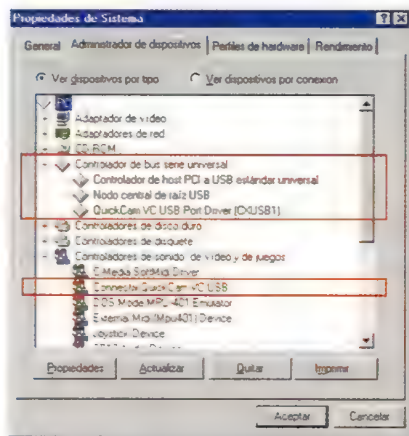 Propiedades de Sistema
General Administrador de dispositivos Perfiles de hardware Rendimiento
Ver dispositivos por tipo Ver dispositivos por conexión
PC
Adaptador de vídeo
Adaptadores de red
CD-ROM
Controlador de bus serie universal
Controlador de host PCI a USB estándar universal
Nodo central de raíz USB
QuickCam VC USB Port Driver (CXUSB1)
Controladores de disco duro
Controladores de disquete
Controladores de sonido, de vídeo y de juegos
C-Media SoftMidi Driver
Connectix QuickCam VC USB
DOS Mode MPU-401 Emulator
External Midi (Mpu401) Device
Joystick Device
Propiedades Actualizar Quitar Imprimir
Aceptar Cancelar